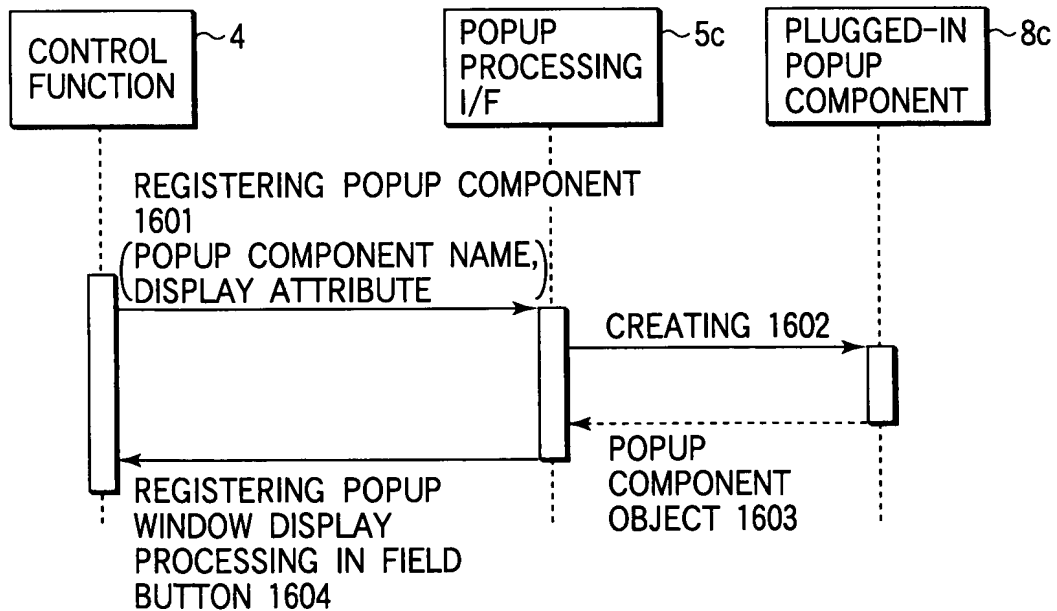 CONTROL
FUNCTION
4
POPUP
PROCESSING
I/F
5c
PLUGGED-IN
POPUP
COMPONENT
8c
REGISTERING POPUP COMPONENT
1601
(POPUP COMPONENT NAME,
DISPLAY ATTRIBUTE)
CREATING 1602
POPUP
COMPONENT
OBJECT 1603
REGISTERING POPUP
WINDOW DISPLAY
PROCESSING IN FIELD
BUTTON 1604